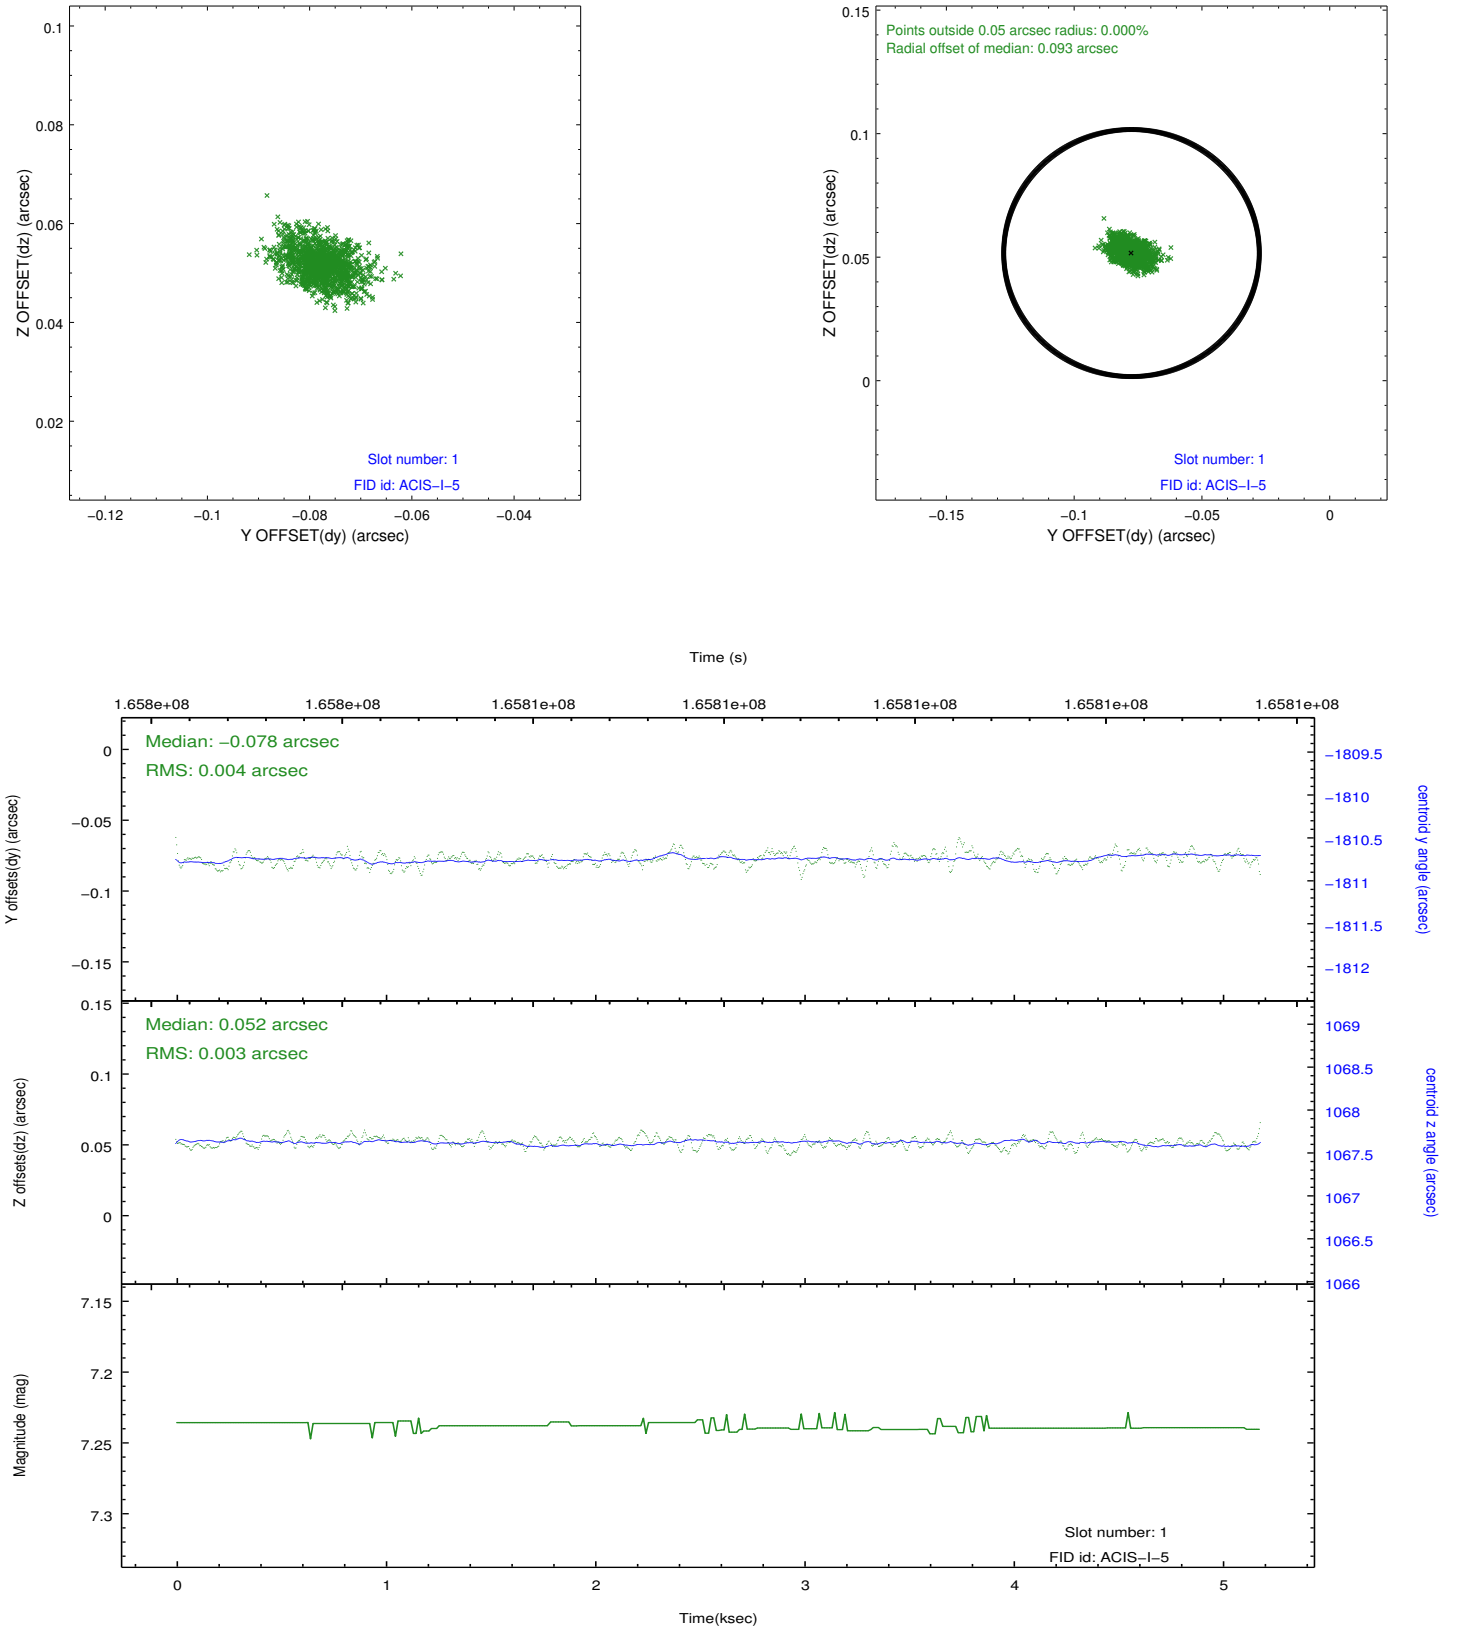 0.1
0.08
0.06
0.04
0.02
Z OFFSET(dz) (arcsec)
Slot number: 1
FID id: ACIS−I−5
−0.12
−0.1
−0.08
−0.06
−0.04
Y OFFSET(dy) (arcsec)
0.15
0.1
0.05
0
Z OFFSET(dz) (arcsec)
Points outside 0.05 arcsec radius: 0.000%
Radial offset of median: 0.093 arcsec
Slot number: 1
FID id: ACIS−I−5
−0.15
−0.1
−0.05
0
Y OFFSET(dy) (arcsec)
Time (s)
1.658e+08
1.658e+08
1.6581e+08
1.6581e+08
1.6581e+08
1.6581e+08
1.6581e+08
Median: −0.078 arcsec
RMS: 0.004 arcsec
0
−0.05
−0.1
−0.15
Y offsets(dy) (arcsec)
−1809.5
−1810
−1810.5
−1811
−1811.5
−1812
centroid y angle (arcsec)
Median: 0.052 arcsec
RMS: 0.003 arcsec
0.15
0.1
0.05
0
Z offsets(dz) (arcsec)
1069
1068.5
1068
1067.5
1067
1066.5
1066
centroid z angle (arcsec)
7.15
7.2
7.25
7.3
Magnitude (mag)
Slot number: 1
FID id: ACIS−I−5
0
1
2
3
4
5
Time(ksec)